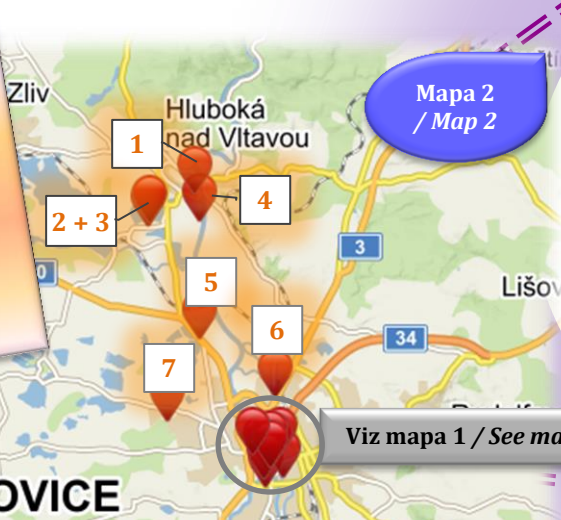 Zliv
Hluboká
nad Vltavou
Mapa 2
/ Map 2
1
2 + 3
4
3
5
Lišov
6
34
7
Viz mapa 1 / See ma
OVICE